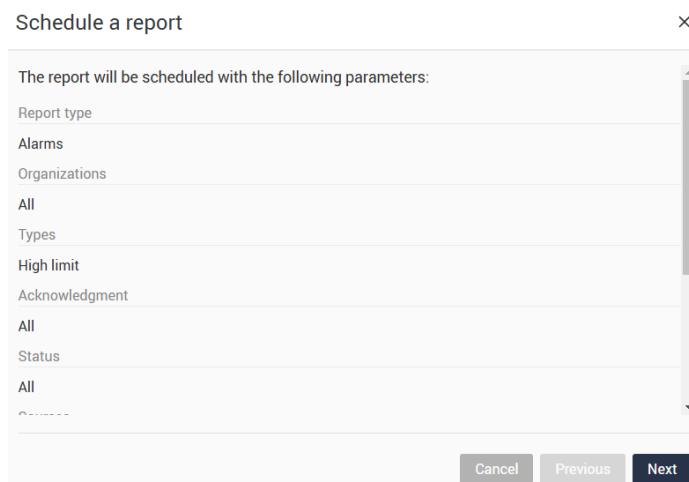 Schedule a report
The report will be scheduled with the following parameters:
Report type
Alarms
Organizations
All
Types
High limit
Acknowledgment
All
Status
All
Cancel
Previous
Next